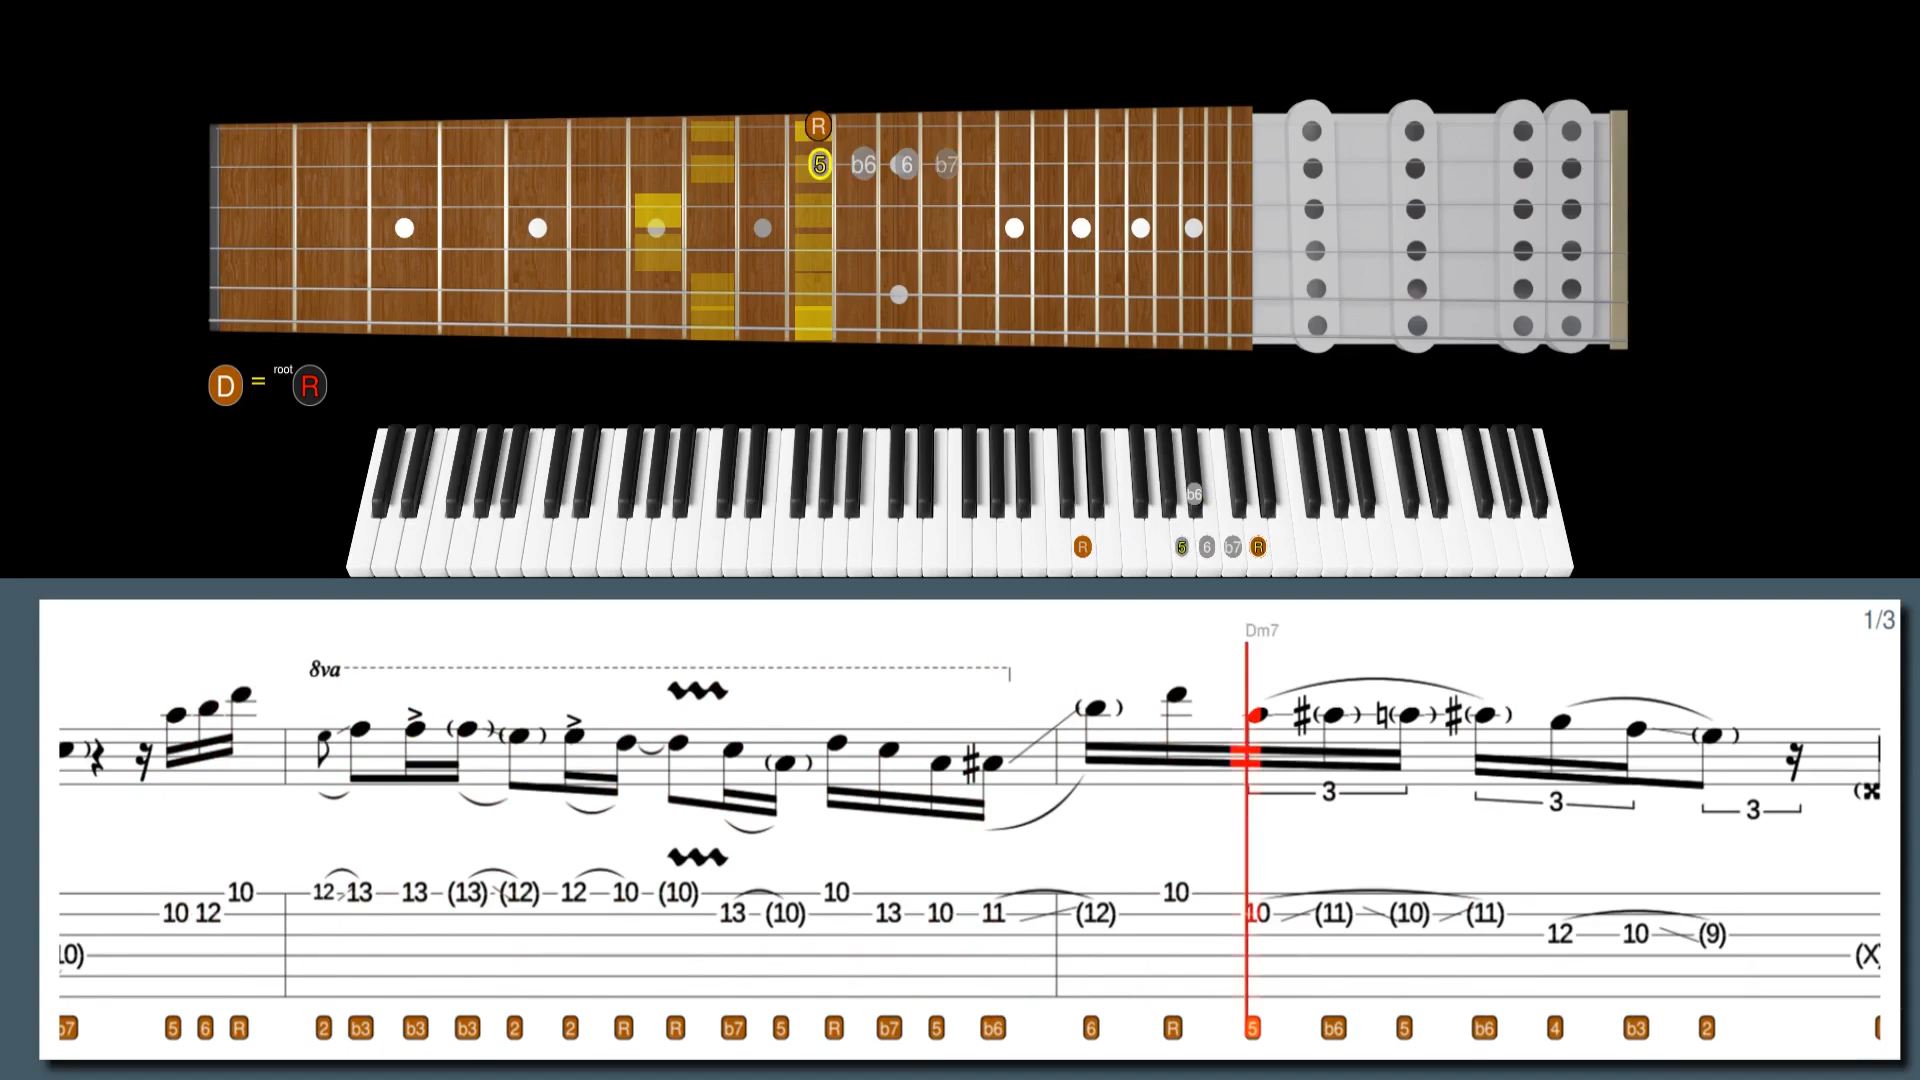 R
5 b6 6 b7
D = root R
b6
R 5 6 b7 R
1/3
Dm7
8va
3 3 3
12 13 13 (13) (12) 12 10 (10) 10 10
10 10 12 13 (10) 13 10 11 (12) 10 (11) (10) (11)
12 10 (9)
10) (X)
b7 5 6 R 2 b3 b3 b3 2 2 R R b7 5 R b7 5 b6 6 R 5 b6 5 b6 4 b3 2